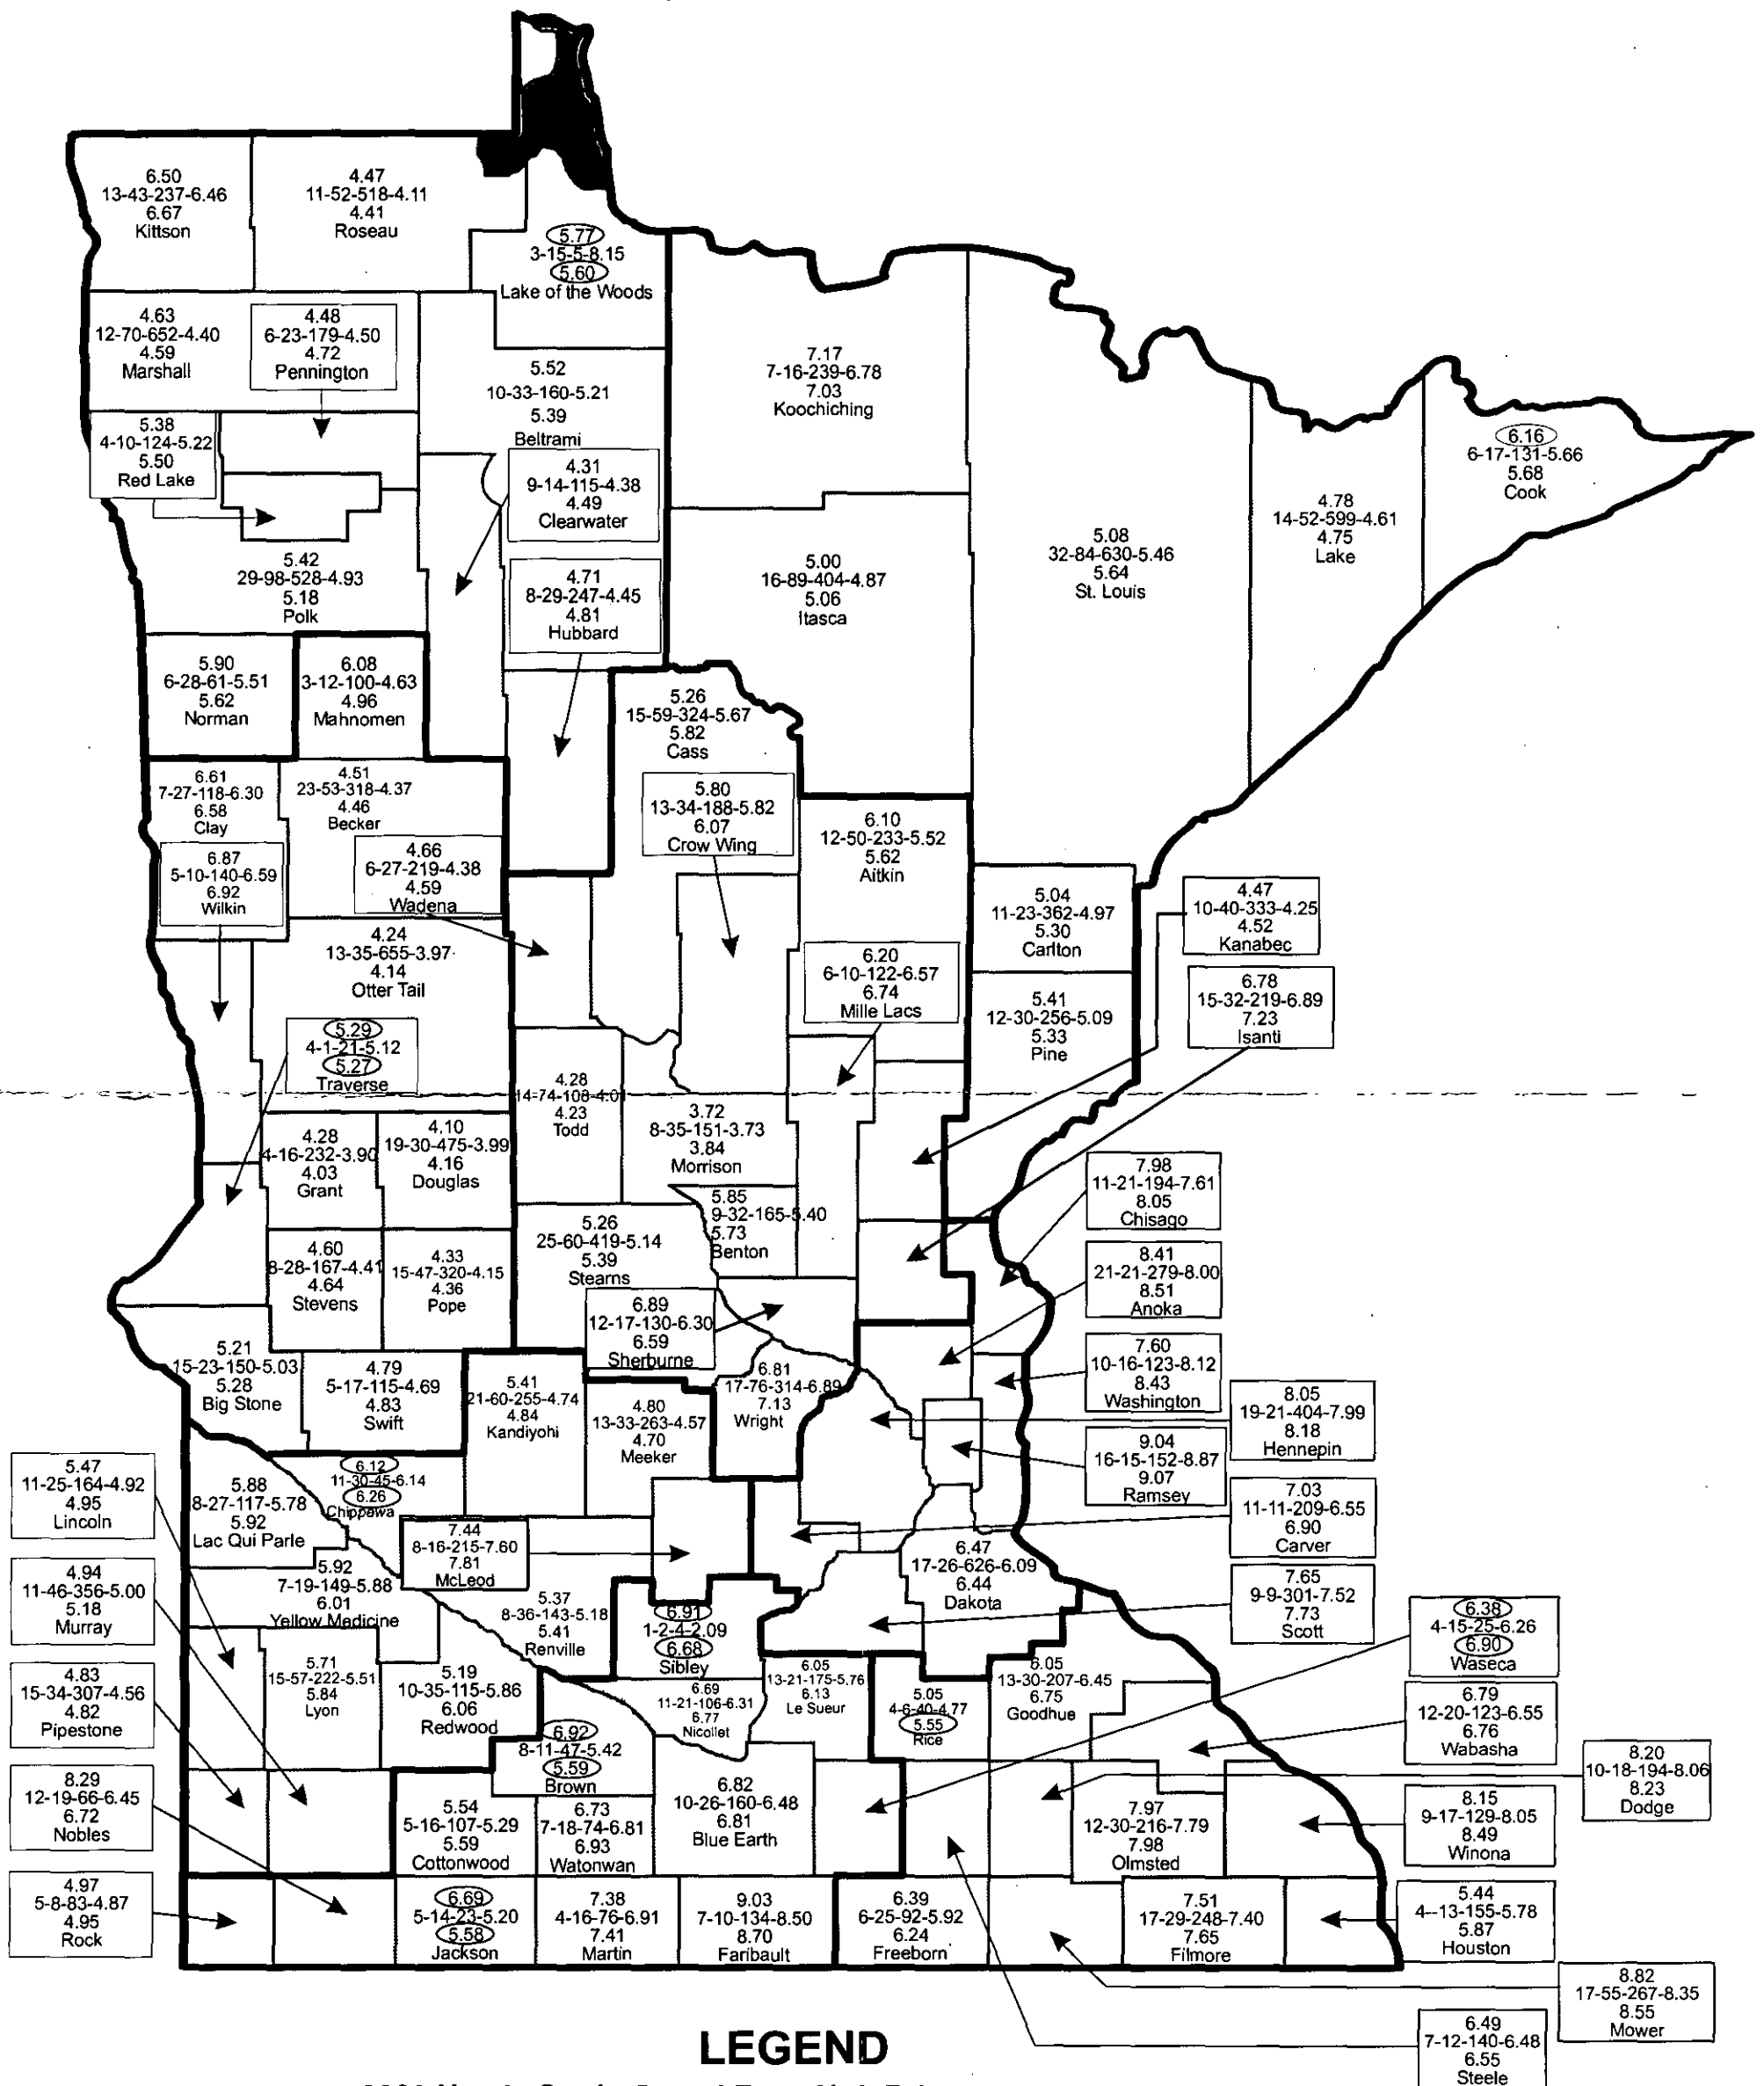 6.50
13-43-237-6.46
6.67
Kittson
4.47
11-52-518-4.11
4.41
Roseau
5.77
3-15-5-8.15
5.60
Lake of the Woods
4.63
12-70-652-4.40
4.59
Marshall
4.48
6-23-179-4.50
4.72
Pennington
5.52
10-33-160-5.21
5.39
Beltrami
7.17
7-16-239-6.78
7.03
Koochiching
5.38
4-10-124-5.22
5.50
Red Lake
4.31
9-14-115-4.38
4.49
Clearwater
6.16
6-17-131-5.66
5.68
Cook
4.78
14-52-599-4.61
4.75
Lake
5.08
32-84-630-5.46
5.64
St. Louis
5.42
29-98-528-4.93
5.18
Polk
4.71
8-29-247-4.45
4.81
Hubbard
5.00
16-89-404-4.87
5.06
Itasca
5.90
6-28-61-5.51
5.62
Norman
6.08
3-12-100-4.63
4.96
Mahnomen
5.26
15-59-324-5.67
5.82
Cass
6.61
7-27-118-6.30
6.58
Clay
4.51
23-53-318-4.37
4.46
Becker
5.80
13-34-188-5.82
6.07
Crow Wing
6.10
12-50-233-5.52
5.62
Aitkin
6.87
5-10-140-6.59
6.92
Wilkin
4.66
6-27-219-4.38
4.59
Wadena
5.04
11-23-362-4.97
5.30
Carlton
4.47
10-40-333-4.25
4.52
Kanabec
4.24
13-35-655-3.97
4.14
Otter Tail
6.20
6-10-122-6.57
6.74
Mille Lacs
5.41
12-30-256-5.09
5.33
Pine
6.78
15-32-219-6.89
7.23
Isanti
5.29
4-1-21-5.12
5.27
Traverse
4.28
14-74-108-4.01
4.23
Todd
3.72
8-35-151-3.73
3.84
Morrison
4.28
4-16-232-3.90
4.03
Grant
4.10
19-30-475-3.99
4.16
Douglas
7.98
11-21-194-7.61
8.05
Chisago
5.85
9-32-165-5.40
5.73
Benton
5.26
25-60-419-5.14
5.39
Stearns
4.60
8-28-167-4.41
4.64
Stevens
4.33
15-47-320-4.15
4.36
Pope
8.41
21-21-279-8.00
8.51
Anoka
6.89
12-17-130-6.30
6.59
Sherburne
5.21
15-23-150-5.03
5.28
Big Stone
4.79
5-17-115-4.69
4.83
Swift
5.41
21-60-255-4.74
4.84
Kandiyohi
4.80
13-33-263-4.57
4.70
Meeker
6.81
17-76-314-6.89
7.13
Wright
7.60
10-16-123-8.12
8.43
Washington
8.05
19-21-404-7.99
8.18
Hennepin
9.04
16-15-152-8.87
9.07
Ramsey
5.47
11-25-164-4.92
4.95
Lincoln
5.88
8-27-117-5.78
5.92
Lac Qui Parle
6.12
11-30-45-6.14
6.26
Chippewa
7.44
8-16-215-7.60
7.81
McLeod
7.03
11-11-209-6.55
6.90
Carver
4.94
11-46-356-5.00
5.18
Murray
5.92
7-19-149-5.88
6.01
Yellow Medicine
5.37
8-36-143-5.18
5.41
Renville
6.91
1-2-4-2.09
6.68
Sibley
6.47
17-26-626-6.09
6.44
Dakota
7.65
9-9-301-7.52
7.73
Scott
6.38
4-15-25-6.26
6.90
Waseca
4.83
15-34-307-4.56
4.82
Pipestone
5.71
15-57-222-5.51
5.84
Lyon
5.19
10-35-115-5.86
6.06
Redwood
6.69
11-21-106-6.31
6.77
Nicollet
6.05
13-21-175-5.76
6.13
Le Sueur
5.05
4-6-40-4.77
5.55
Rice
6.05
13-30-207-6.45
6.75
Goodhue
6.79
12-20-123-6.55
6.76
Wabasha
6.92
8-11-47-5.42
5.59
Brown
8.20
10-18-194-8.06
8.23
Dodge
8.29
12-19-66-6.45
6.72
Nobles
5.54
5-16-107-5.29
5.59
Cottonwood
6.73
7-18-74-6.81
6.93
Watonwan
6.82
10-26-160-6.48
6.81
Blue Earth
7.97
12-30-216-7.79
7.98
Olmsted
8.15
9-17-129-8.05
8.49
Winona
4.97
5-8-83-4.87
4.95
Rock
6.69
5-14-23-5.20
5.58
Jackson
7.38
4-16-76-6.91
7.41
Martin
9.03
7-10-134-8.50
8.70
Faribault
6.39
6-25-92-5.92
6.24
Freeborn
7.51
17-29-248-7.40
7.65
Filmore
5.44
4--13-155-5.78
5.87
Houston
8.82
17-55-267-8.35
8.55
Mower
6.49
7-12-140-6.48
6.55
Steele
LEGEND